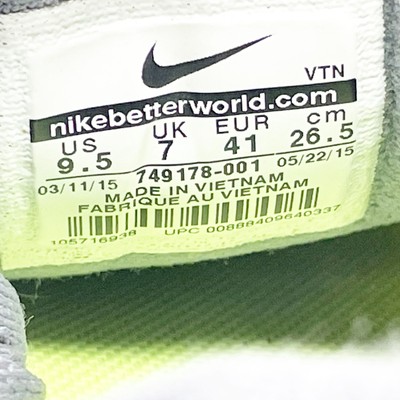 VTN
nikebetterworld.com
US UK EUR cm
9.5 7 41 26.5
03/11/15 749178-001 05/22/15
MADE IN VIETNAM
FABRIQUE AU VIETNAM
105716938 UPC 00888409640337